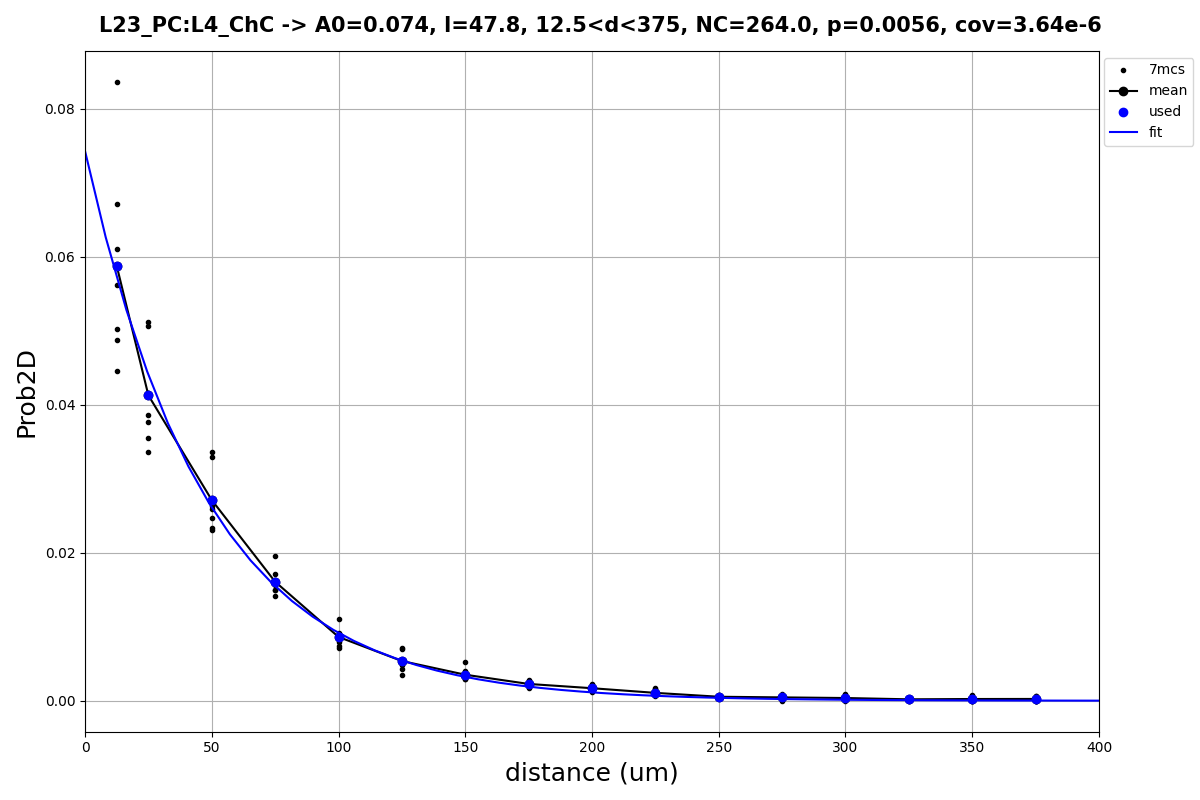 L23_PC:L4_ChC -> A0=0.074, l=47.8, 12.5<d<375, NC=264.0, p=0.0056, cov=3.64e-6
7mcs
mean
used
fit
Prob2D
0.08
0.06
0.04
0.02
0.00
0 50 100 150 200 250 300 350 400
distance (um)